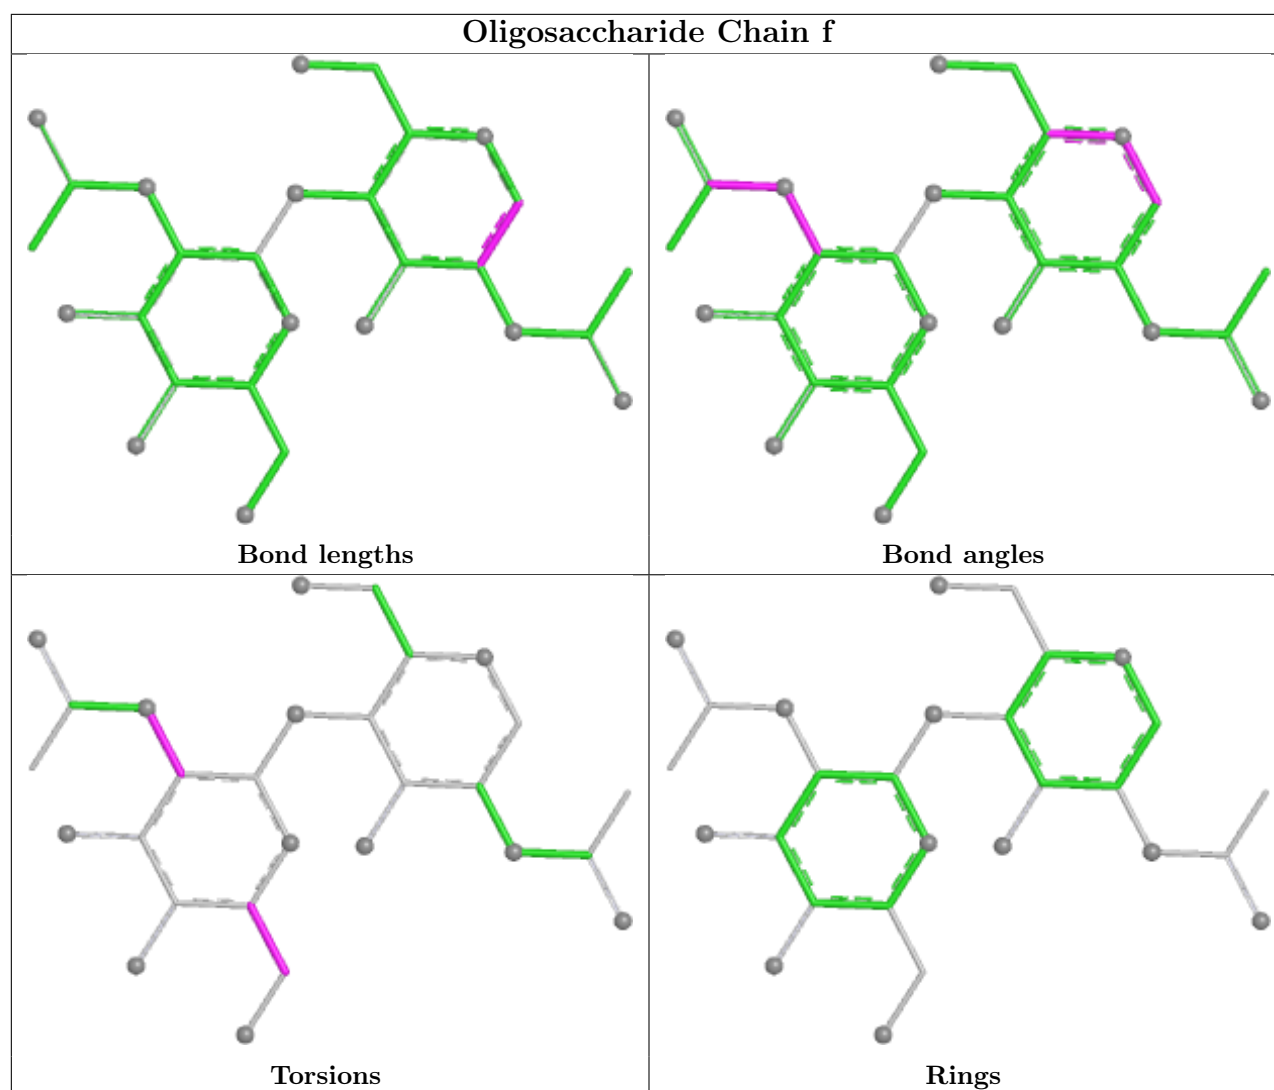 Oligosaccharide Chain f
Bond lengths
Bond angles
Torsions
Rings